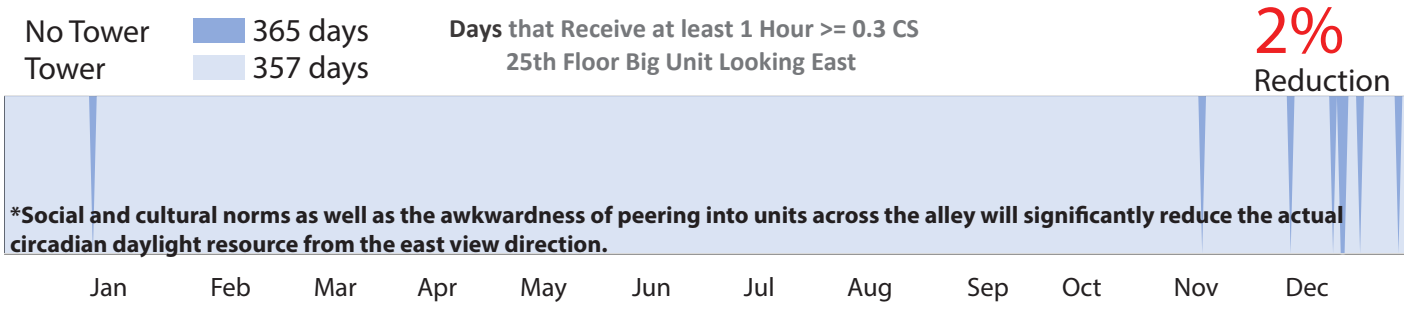 No Tower 365 days
Tower 357 days
Days that Receive at least 1 Hour >= 0.3 CS
25th Floor Big Unit Looking East
2%
Reduction
*Social and cultural norms as well as the awkwardness of peering into units across the alley will significantly reduce the actual
circadian daylight resource from the east view direction.
Jan Feb Mar Apr May Jun Jul Aug Sep Oct Nov Dec